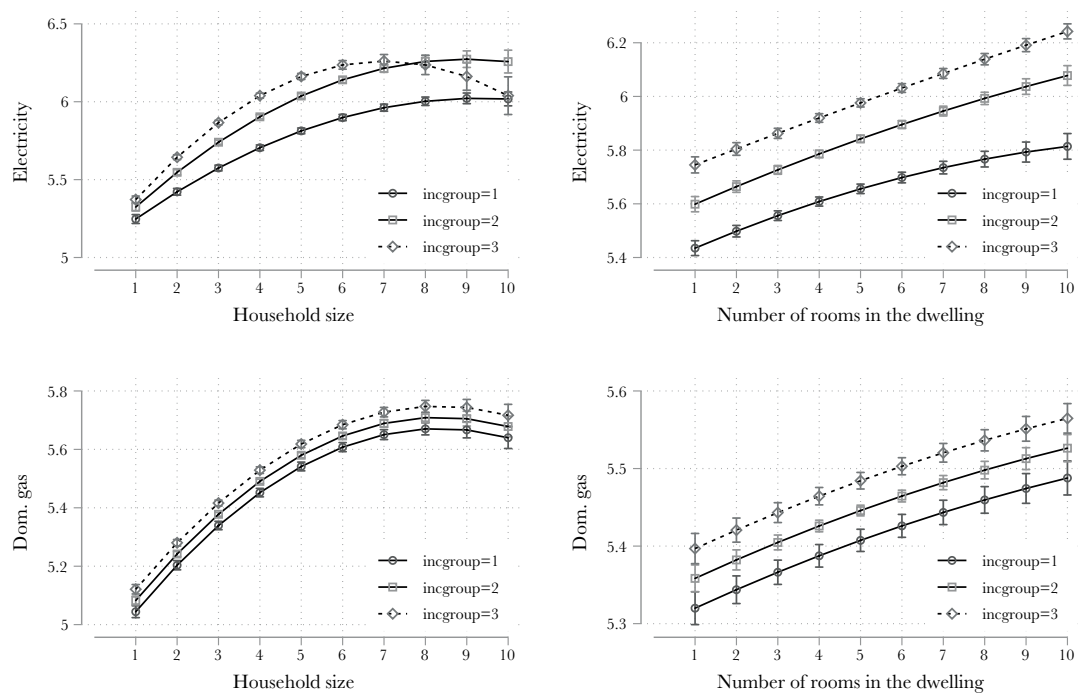 6.5
6
5.5
5
Electricity
incgroup=1
incgroup=2
incgroup=3
1 2 3 4 5 6 7 8 9 10
Household size
6.2
6
5.8
5.6
5.4
Electricity
incgroup=1
incgroup=2
incgroup=3
1 2 3 4 5 6 7 8 9 10
Number of rooms in the dwelling
5.8
5.6
5.4
5.2
5
Dom. gas
incgroup=1
incgroup=2
incgroup=3
1 2 3 4 5 6 7 8 9 10
Household size
5.6
5.5
5.4
5.3
Dom. gas
incgroup=1
incgroup=2
incgroup=3
1 2 3 4 5 6 7 8 9 10
Number of rooms in the dwelling